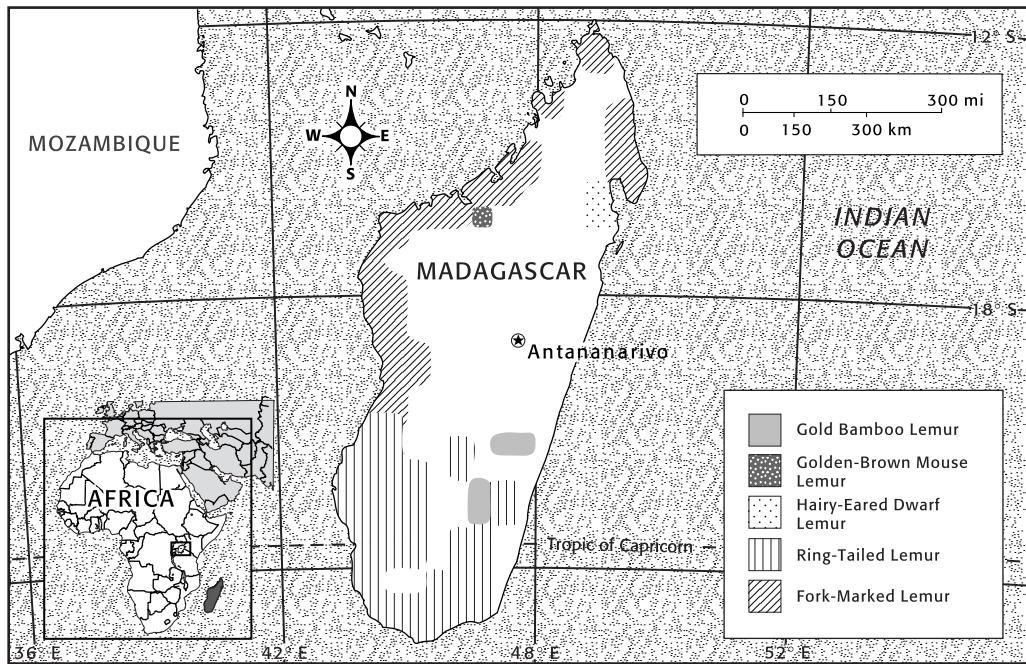 12° S
0 150 300 mi
0 150 300 km
N
W E
S
MOZAMBIQUE
INDIAN
OCEAN
MADAGASCAR
18° S
Antananarivo
Gold Bamboo Lemur
Golden-Brown Mouse
Lemur
Hairy-Eared Dwarf
Lemur
Ring-Tailed Lemur
Fork-Marked Lemur
AFRICA
Tropic of Capricorn
36° E 42° E 48° E 52° E